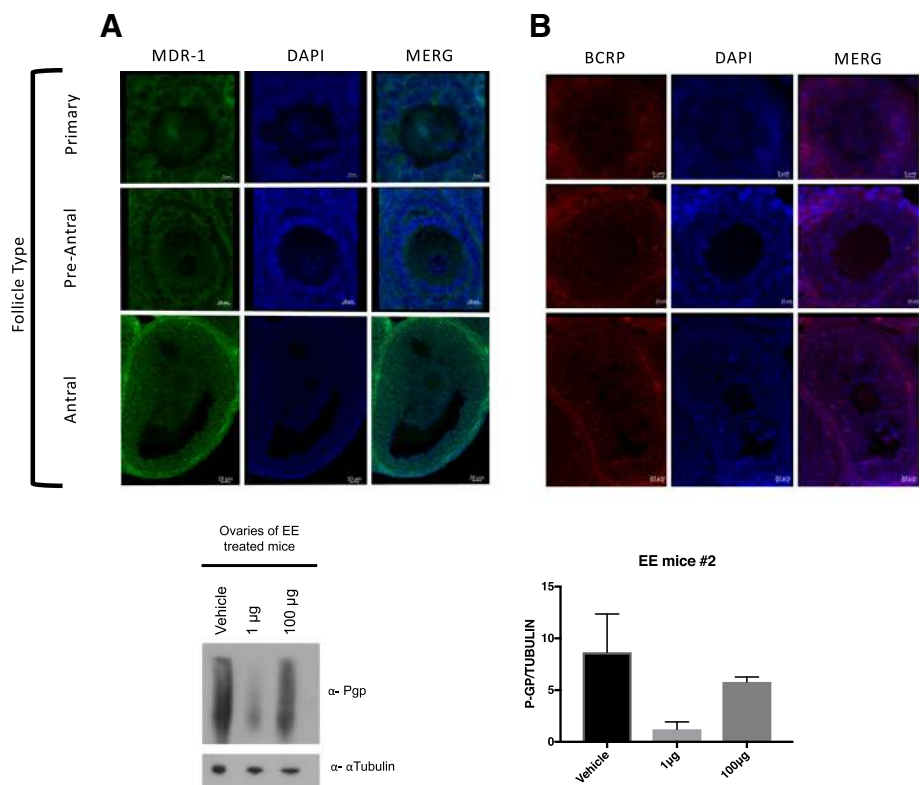 A
MDR-1 DAPI MERG
B
BCRP DAPI MERG
Follicle Type
Primary
Pre-Antral
Antral
Ovaries of EE
treated mice
Vehicle
1 µg
100 µg
α- Pgp
α- αTubulin
EE mice #2
P-GP/TUBULIN
15
10
5
0
Vehicle
1µg
100µg